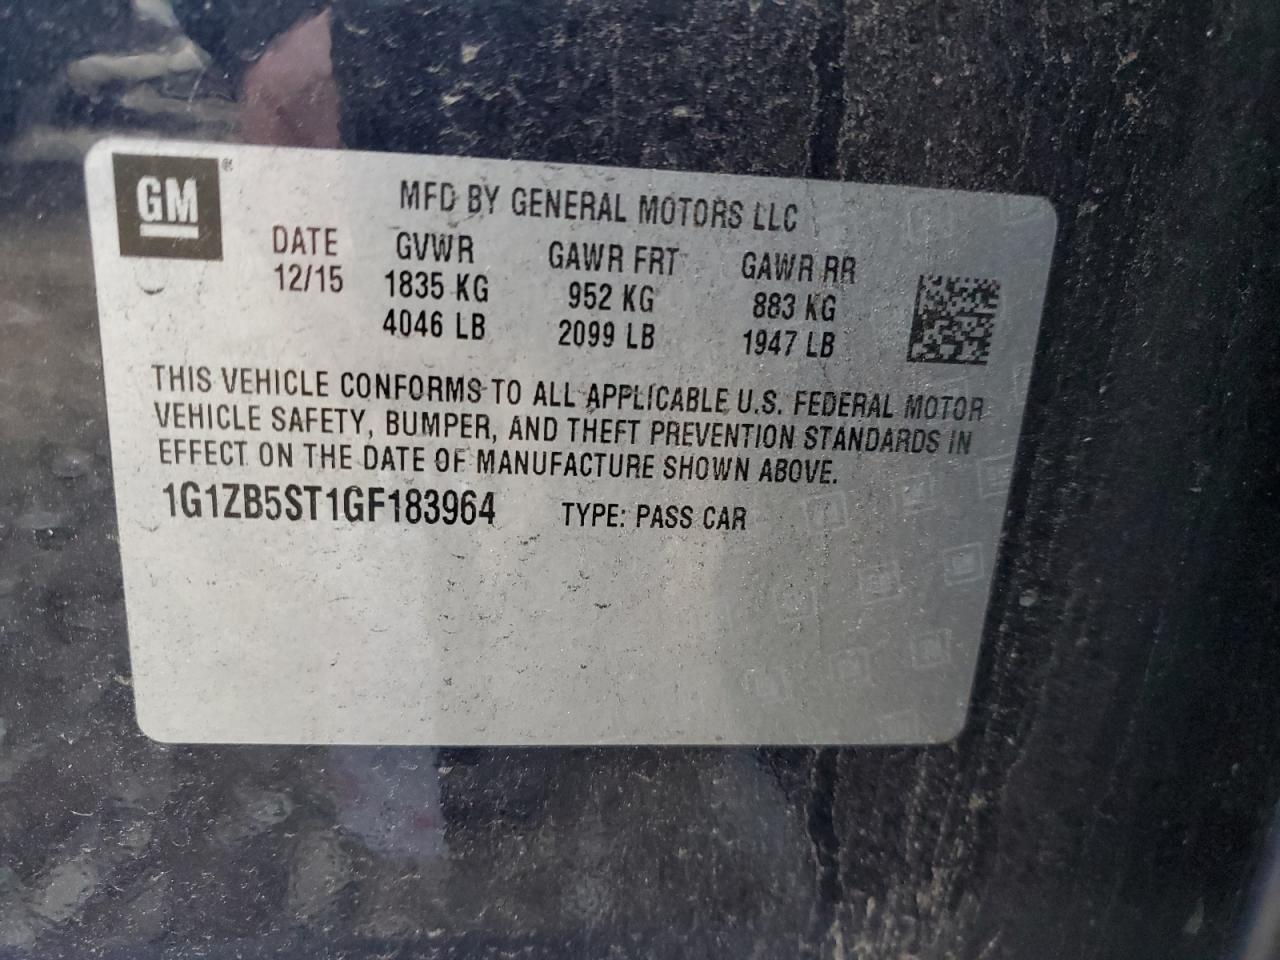 GM ®
MFD BY GENERAL MOTORS LLC
DATE GVWR GAWR FRT GAWR RR
12/15 1835 KG 952 KG 883 KG
4046 LB 2099 LB 1947 LB
THIS VEHICLE CONFORMS TO ALL APPLICABLE U.S. FEDERAL MOTOR
VEHICLE SAFETY, BUMPER, AND THEFT PREVENTION STANDARDS IN
EFFECT ON THE DATE OF MANUFACTURE SHOWN ABOVE.
1G1ZB5ST1GF183964 TYPE: PASS CAR